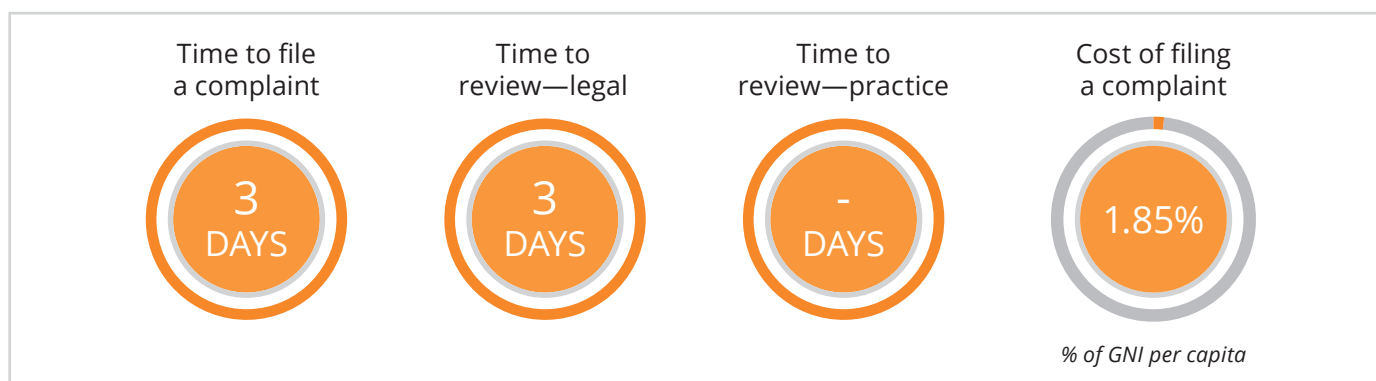 Time to file
a complaint
3
DAYS
Time to
review—legal
3
DAYS
Time to
review—practice
-
DAYS
Cost of filing
a complaint
1.85%
% of GNI per capita